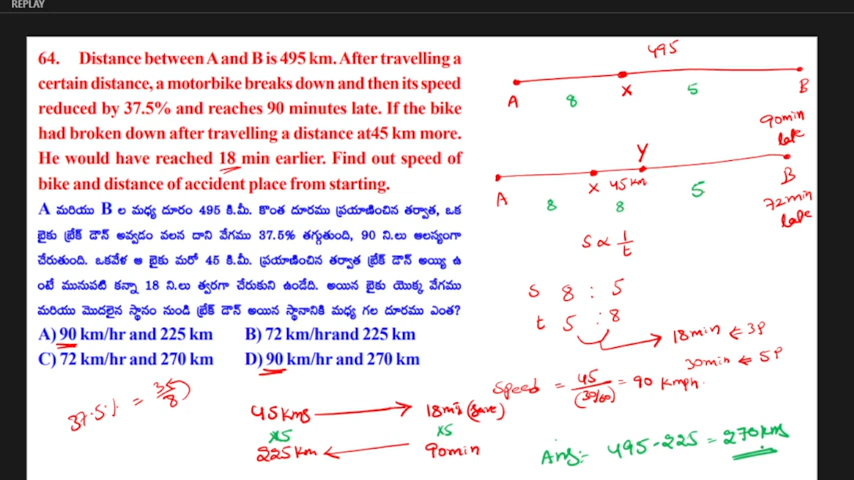 REPLAY
64. Distance between A and B is 495 km. After travelling a
certain distance, a motorbike breaks down and then its speed
reduced by 37.5% and reaches 90 minutes late. If the bike
had broken down after travelling a distance at45 km more.
He would have reached 18 min earlier. Find out speed of
bike and distance of accident place from starting.
A మరియు B ల మధ్య దూరం 495 కి.మీ. కొంత దూరము ప్రయాణించిన తర్వాత, ఒక
బైకు బ్రేక్ డౌన్ అవ్వడం వలన దాని వేగము 37.5% తగ్గుతుంది, 90 ని.లు ఆలస్యంగా
చేరుతుంది. ఒకవేళ ఆ బైకు మరో 45 కి.మీ. ప్రయాణించిన తర్వాత బ్రేక్ డౌన్ అయ్యి ఉ
ంటే మునుపటి కన్నా 18 ని.లు త్వరగా చేరుకుని ఉండేది. అయిన బైకు యొక్క వేగము
మరియు మొదలైన స్థానం నుండి బ్రేక్ డౌన్ అయిన స్థానానికి మధ్య గల దూరము ఎంత?
A) 90 km/hr and 225 km B) 72 km/hrand 225 km
C) 72 km/hr and 270 km D) 90 km/hr and 270 km
495
A 8 X 5 B
90min
late
Y
A X 45km B
8 8 5
72min
late
S ∝ 1/t
S 8 : 5
t 5 : 8
18min ← 3P
30min ← 5P
Speed = 45/(30/60) = 90 Kmph.
37.5% =
45kms → 18min (save)
×5 ×5
225km ← 90min
Ans:- 495-225 = 270kms